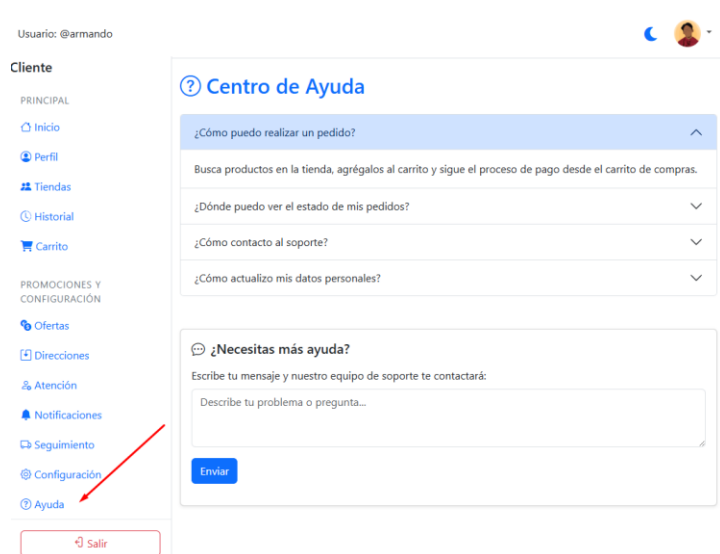 Usuario: @armando
Cliente
PRINCIPAL
Inicio
Perfil
Tiendas
Historial
Carrito
PROMOCIONES Y
CONFIGURACIÓN
Ofertas
Direcciones
Atención
Notificaciones
Seguimiento
Configuración
Ayuda
Salir
Centro de Ayuda
¿Cómo puedo realizar un pedido?
Busca productos en la tienda, agrégalos al carrito y sigue el proceso de pago desde el carrito de compras.
¿Dónde puedo ver el estado de mis pedidos?
¿Cómo contacto al soporte?
¿Cómo actualizo mis datos personales?
¿Necesitas más ayuda?
Escribe tu mensaje y nuestro equipo de soporte te contactará:
Describe tu problema o pregunta...
Enviar